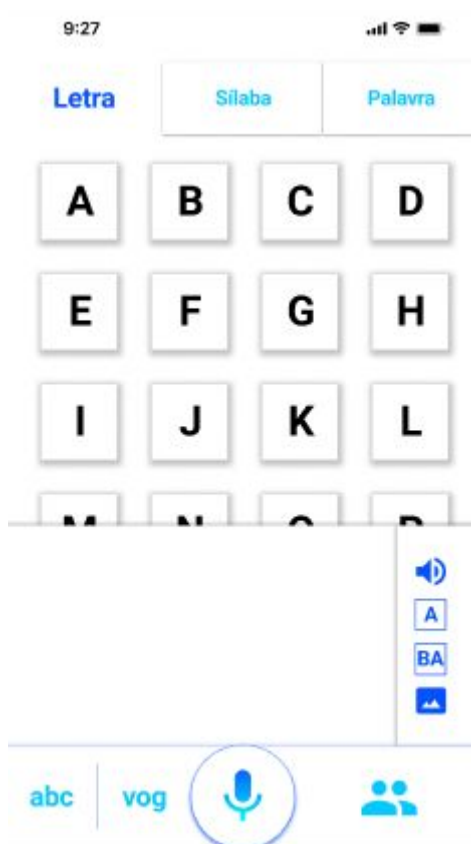 9:27
Letra Sílaba Palavra
A B C D
E F G H
I J K L
M N O P
A
BA
abc vog